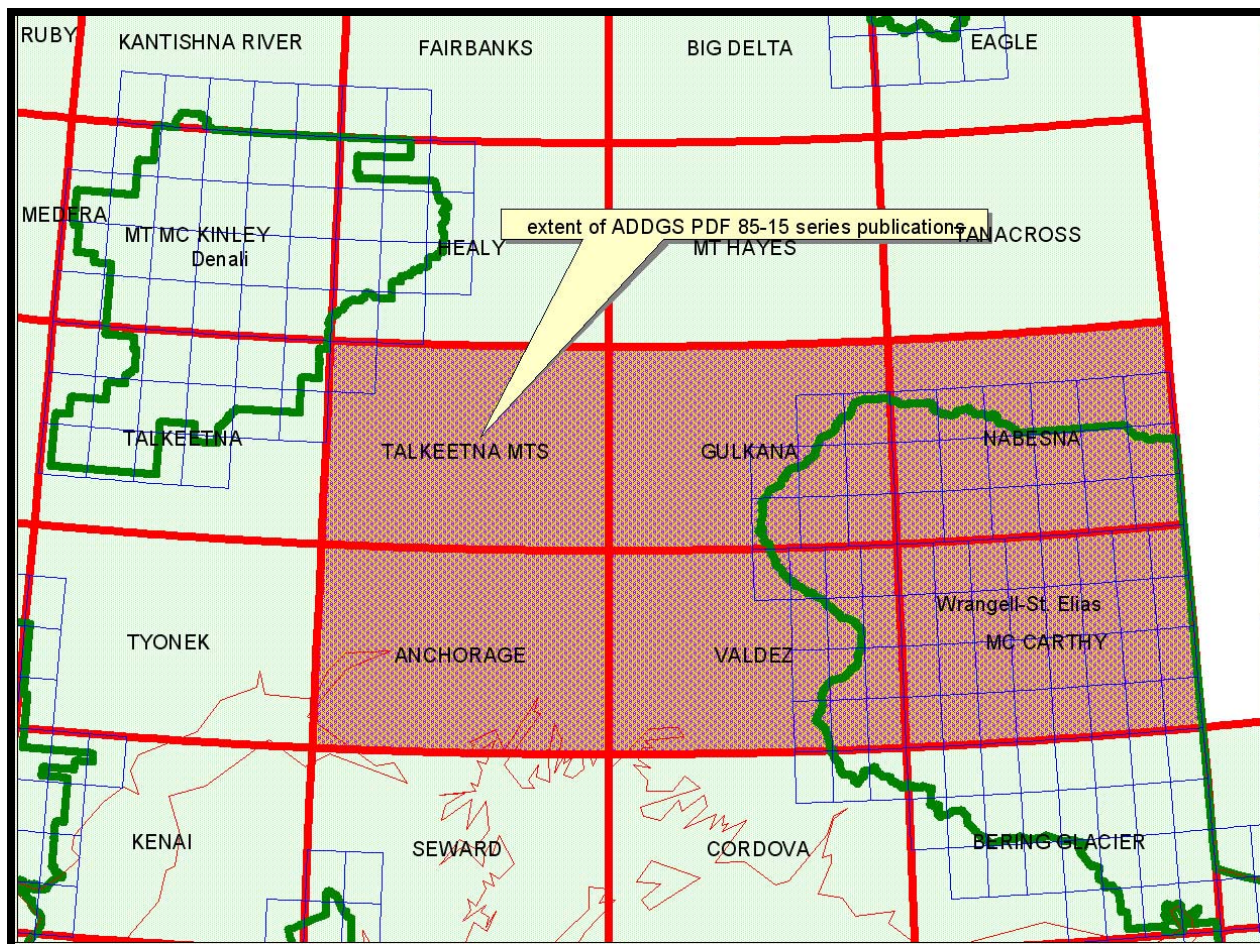 RUBY
KANTISHNA RIVER
FAIRBANKS
BIG DELTA
EAGLE
MEDFRA
MT MC KINLEY
Denali
HEALY
extent of ADDGS PDF 85-15 series publications
MT HAYES
TANACROSS
TALKEETNA
TALKEETNA MTS
GULKANA
NABESNA
TYONEK
ANCHORAGE
VALDEZ
Wrangell-St. Elias
MC CARTHY
KENAI
SEWARD
CORDOVA
BERING GLACIER